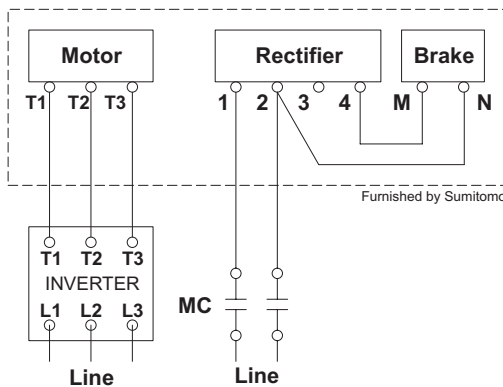 Motor Rectifier Brake
T1 T2 T3 1 2 3 4 M N
Furnished by Sumitomo
T1 T2 T3
INVERTER
L1 L2 L3 MC
Line Line